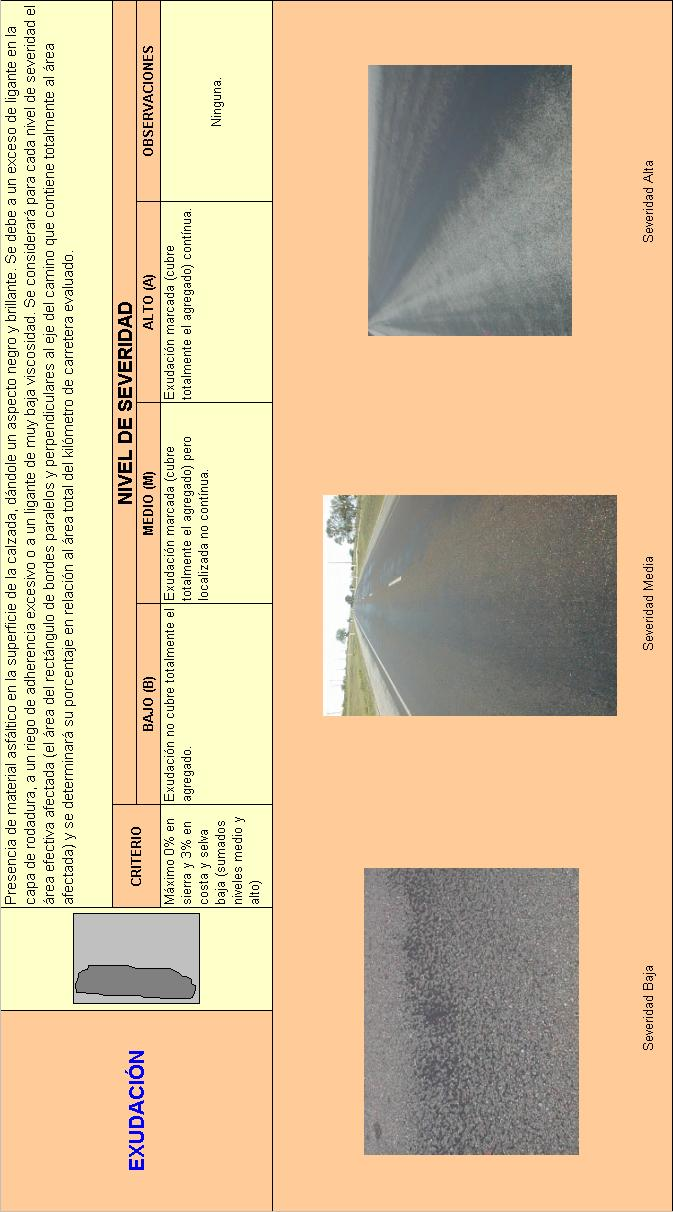 EXUDACIÓN
Presencia de material asfáltico en la superficie de la calzada, dándole un aspecto negro y brillante. Se debe a un exceso de ligante en la
capa de rodadura, a un riego de adherencia excesivo o a un ligante de muy baja viscosidad. Se considerará para cada nivel de severidad el
área efectiva afectada (el área del rectángulo de bordes paralelos y perpendiculares al eje del camino que contiene totalmente al área
afectada) y se determinará su porcentaje en relación al área total del kilómetro de carretera evaluado.
CRITERIO
NIVEL DE SEVERIDAD
BAJO (B)
MEDIO (M)
ALTO (A)
OBSERVACIONES
Máximo 0% en
sierra y 3% en
costa y selva
baja (sumados
niveles medio y
alto)
Exudación no cubre totalmente el
agregado.
Exudación marcada (cubre
totalmente el agregado) pero
localizada no contínua.
Exudación marcada (cubre
totalmente el agregado) contínua.
Ninguna.
Severidad Baja
Severidad Media
Severidad Alta